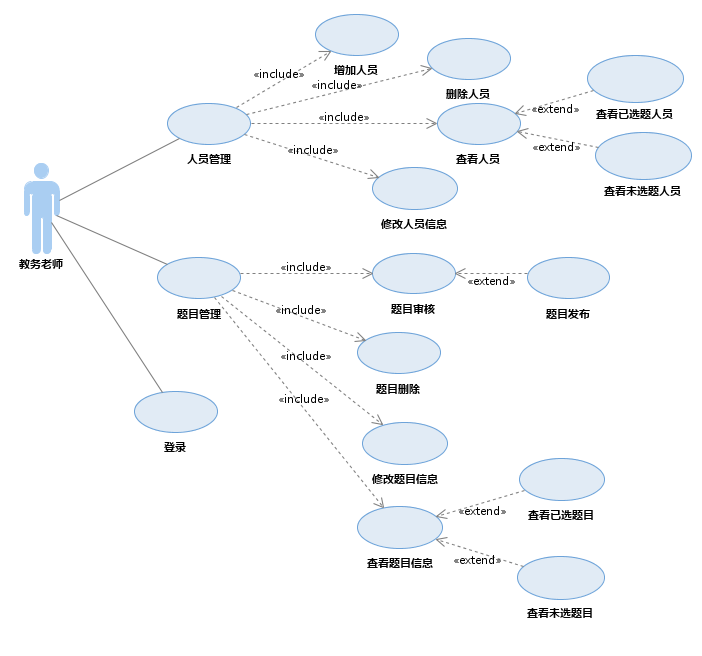 增加人员
«include»
删除人员
«include»
查看已选题人员
«extend»
«include»
人员管理
查看人员
«extend»
«include»
查看未选题人员
修改人员信息
教务老师
«include»
«extend»
题目管理
题目审核
题目发布
«include»
«include»
题目删除
«include»
登录
修改题目信息
«extend»
查看已选题目
查看题目信息
«extend»
查看未选题目